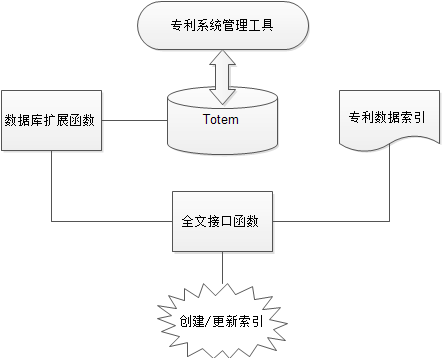 专利系统管理工具
数据库扩展函数
Totem
专利数据索引
全文接口函数
创建/更新索引